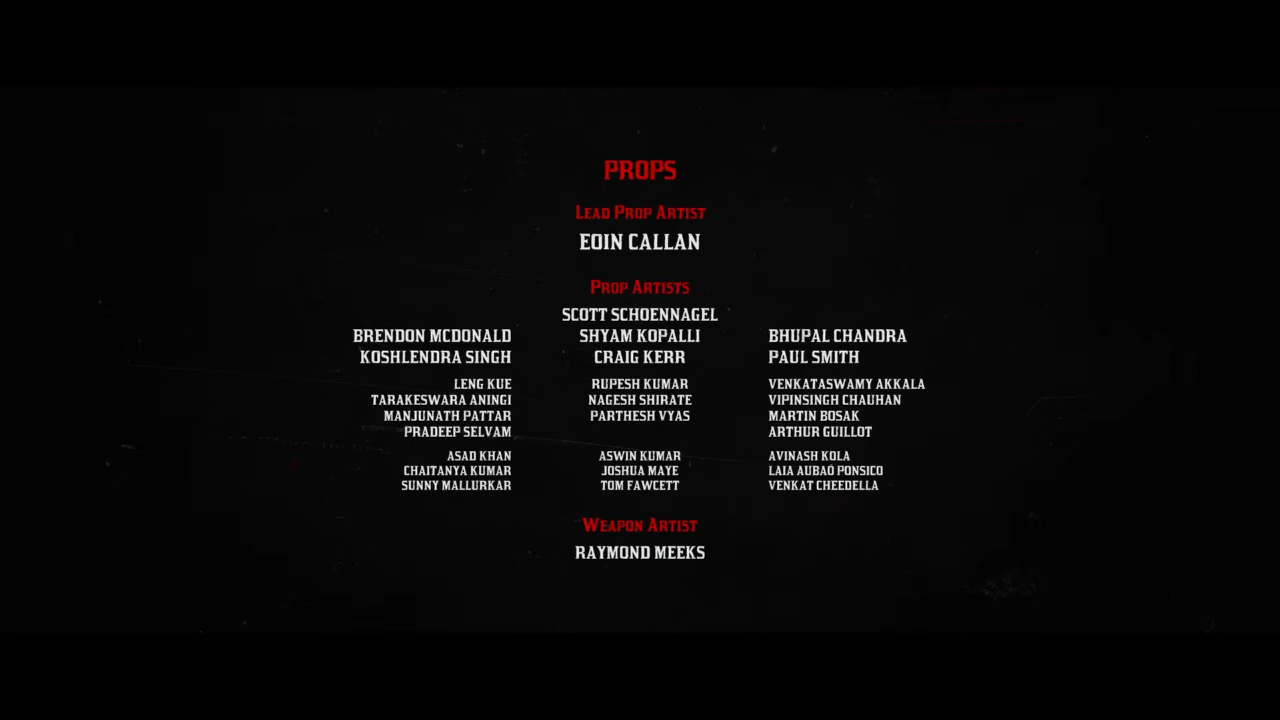 PROPS
LEAD PROP ARTIST
EOIN CALLAN
PROP ARTISTS
SCOTT SCHOENNAGEL
BRENDON MCDONALD SHYAM KOPALLI BHUPAL CHANDRA
KOSHLENDRA SINGH CRAIG KERR PAUL SMITH
LENG KUE RUPESH KUMAR VENKATASWAMY AKKALA
TARAKESWARA ANINGI NAGESH SHIRATE VIPINSINGH CHAUHAN
MANJUNATH PATTAR PARTHESH VYAS MARTIN BOSAK
PRADEEP SELVAM ARTHUR GUILLOT
ASAD KHAN ASWIN KUMAR AVINASH KOLA
CHAITANYA KUMAR JOSHUA MAYE LAIA AUBAÓ PONSICO
SUNNY MALLURKAR TOM FAWCETT VENKAT CHEEDELLA
WEAPON ARTIST
RAYMOND MEEKS